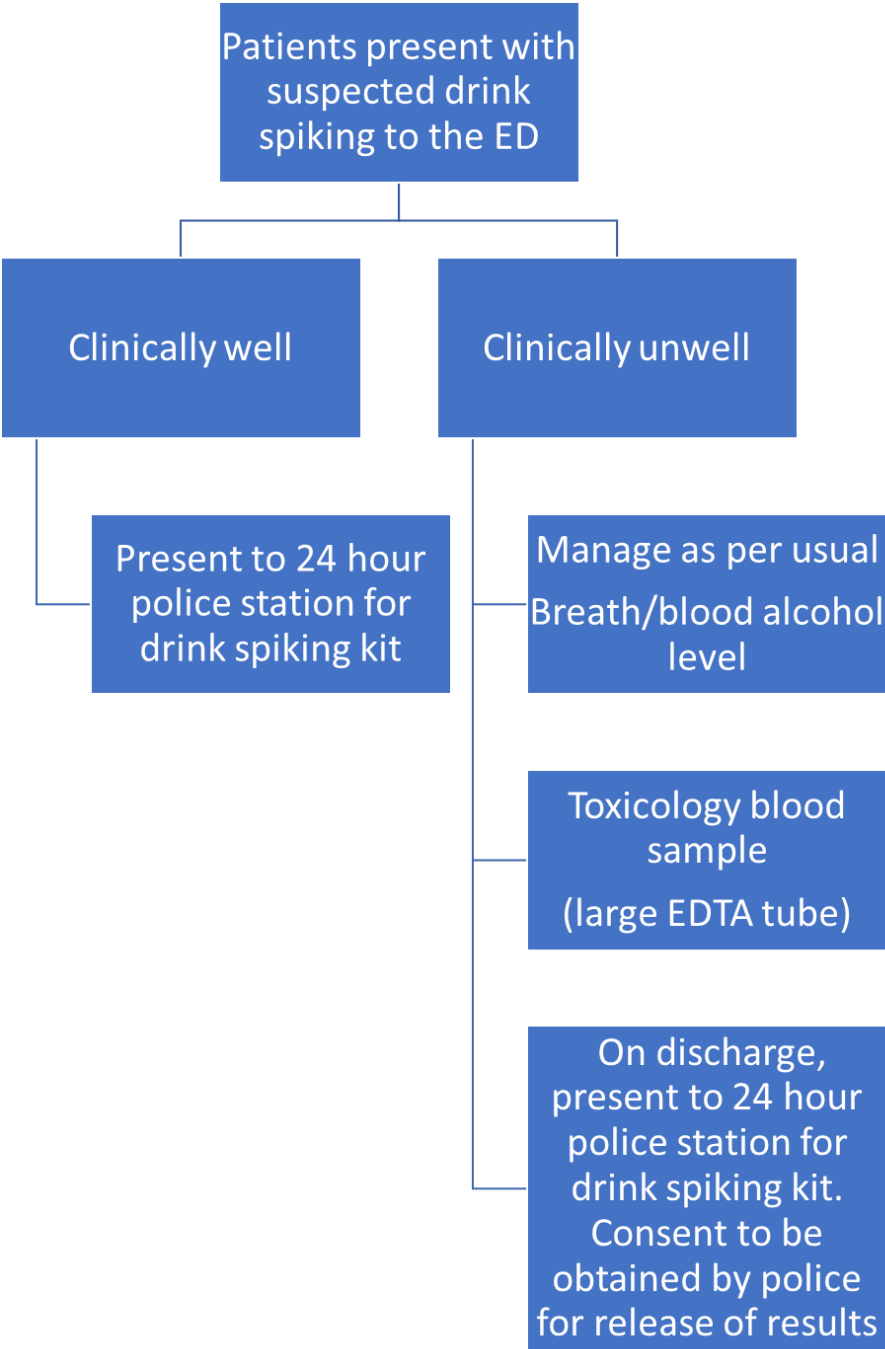 Patients present with
suspected drink
spiking to the ED
Clinically well
Clinically unwell
Present to 24 hour
police station for
drink spiking kit
Manage as per usual
Breath/blood alcohol
level
Toxicology blood
sample
(large EDTA tube)
On discharge,
present to 24 hour
police station for
drink spiking kit.
Consent to be
obtained by police
for release of results